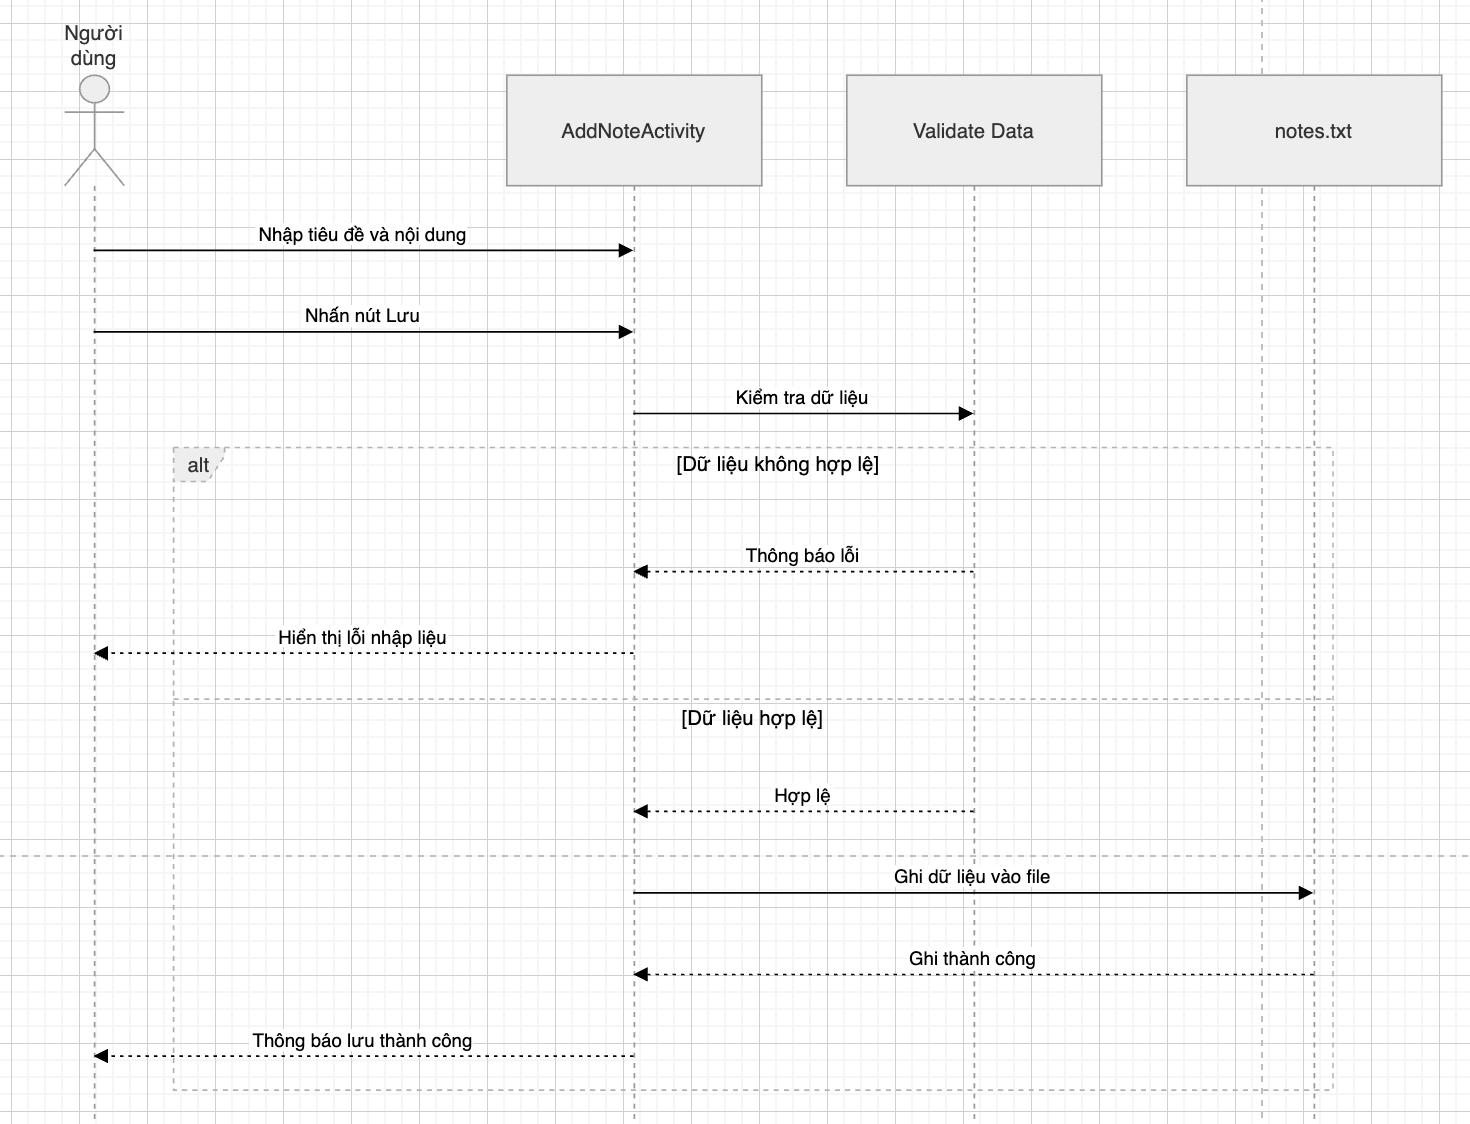 Người
dùng
AddNoteActivity
Validate Data
notes.txt
Nhập tiêu đề và nội dung
Nhấn nút Lưu
Kiểm tra dữ liệu
alt
[Dữ liệu không hợp lệ]
Thông báo lỗi
Hiển thị lỗi nhập liệu
[Dữ liệu hợp lệ]
Hợp lệ
Ghi dữ liệu vào file
Ghi thành công
Thông báo lưu thành công